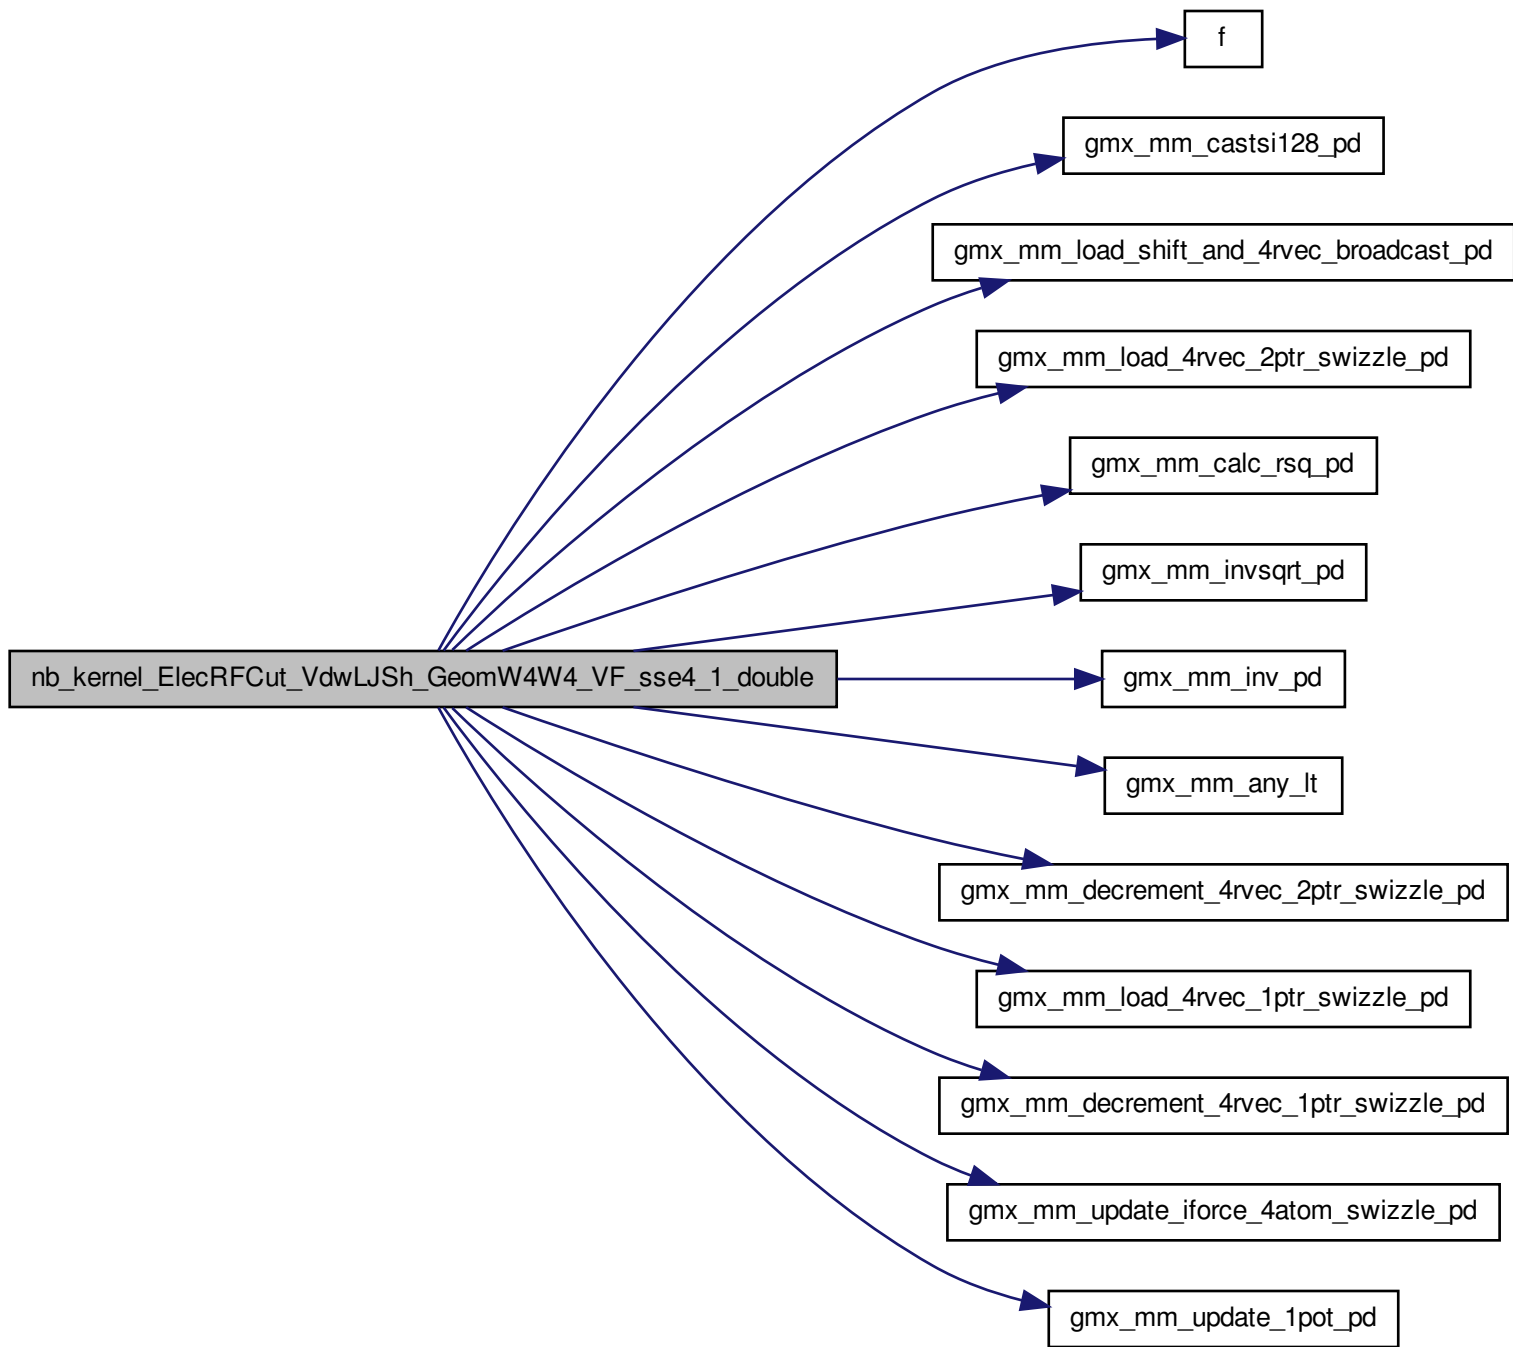 f
gmx_mm_castsi128_pd
gmx_mm_load_shift_and_4rvec_broadcast_pd
gmx_mm_load_4rvec_2ptr_swizzle_pd
gmx_mm_calc_rsq_pd
gmx_mm_invsqrt_pd
nb_kernel_ElecRFCut_VdwLJSh_GeomW4W4_VF_sse4_1_double
gmx_mm_inv_pd
gmx_mm_any_lt
gmx_mm_decrement_4rvec_2ptr_swizzle_pd
gmx_mm_load_4rvec_1ptr_swizzle_pd
gmx_mm_decrement_4rvec_1ptr_swizzle_pd
gmx_mm_update_iforce_4atom_swizzle_pd
gmx_mm_update_1pot_pd